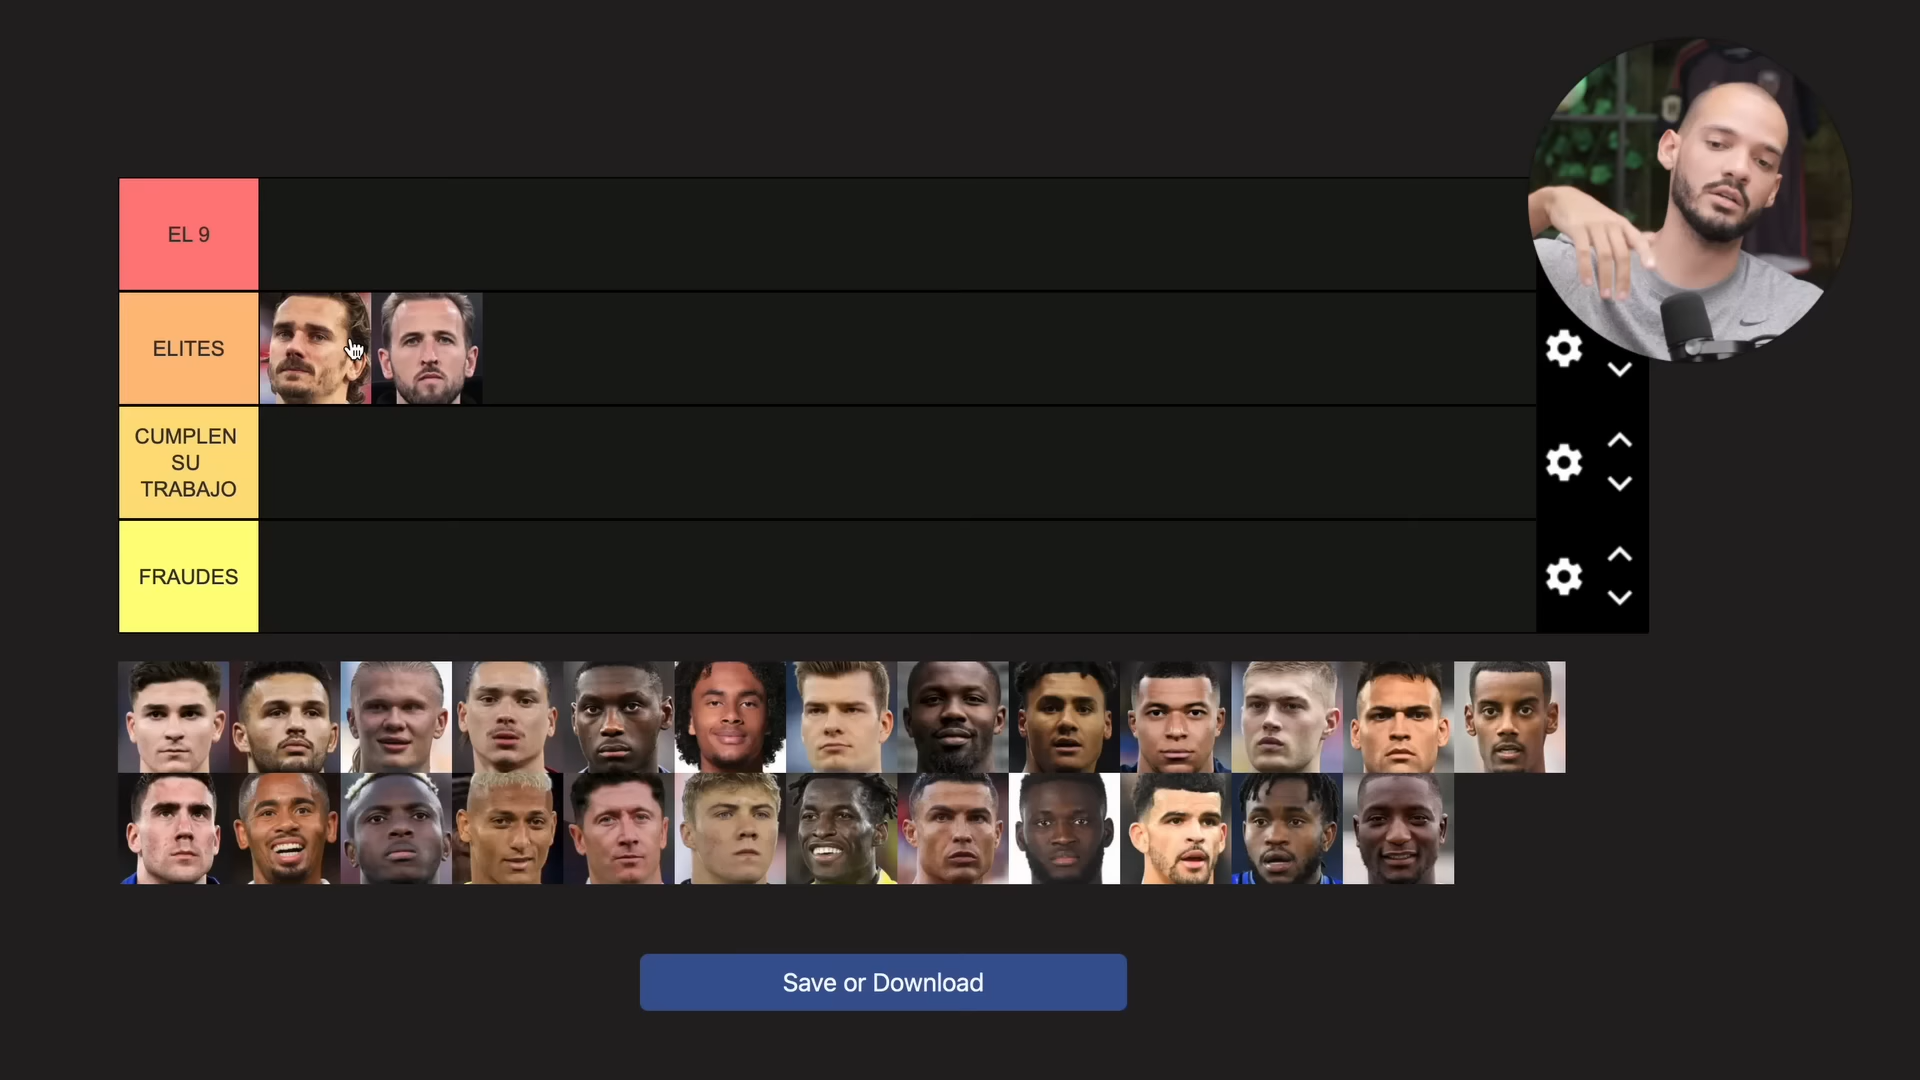 EL 9
ELITES
CUMPLEN
SU
TRABAJO
FRAUDES
Save or Download